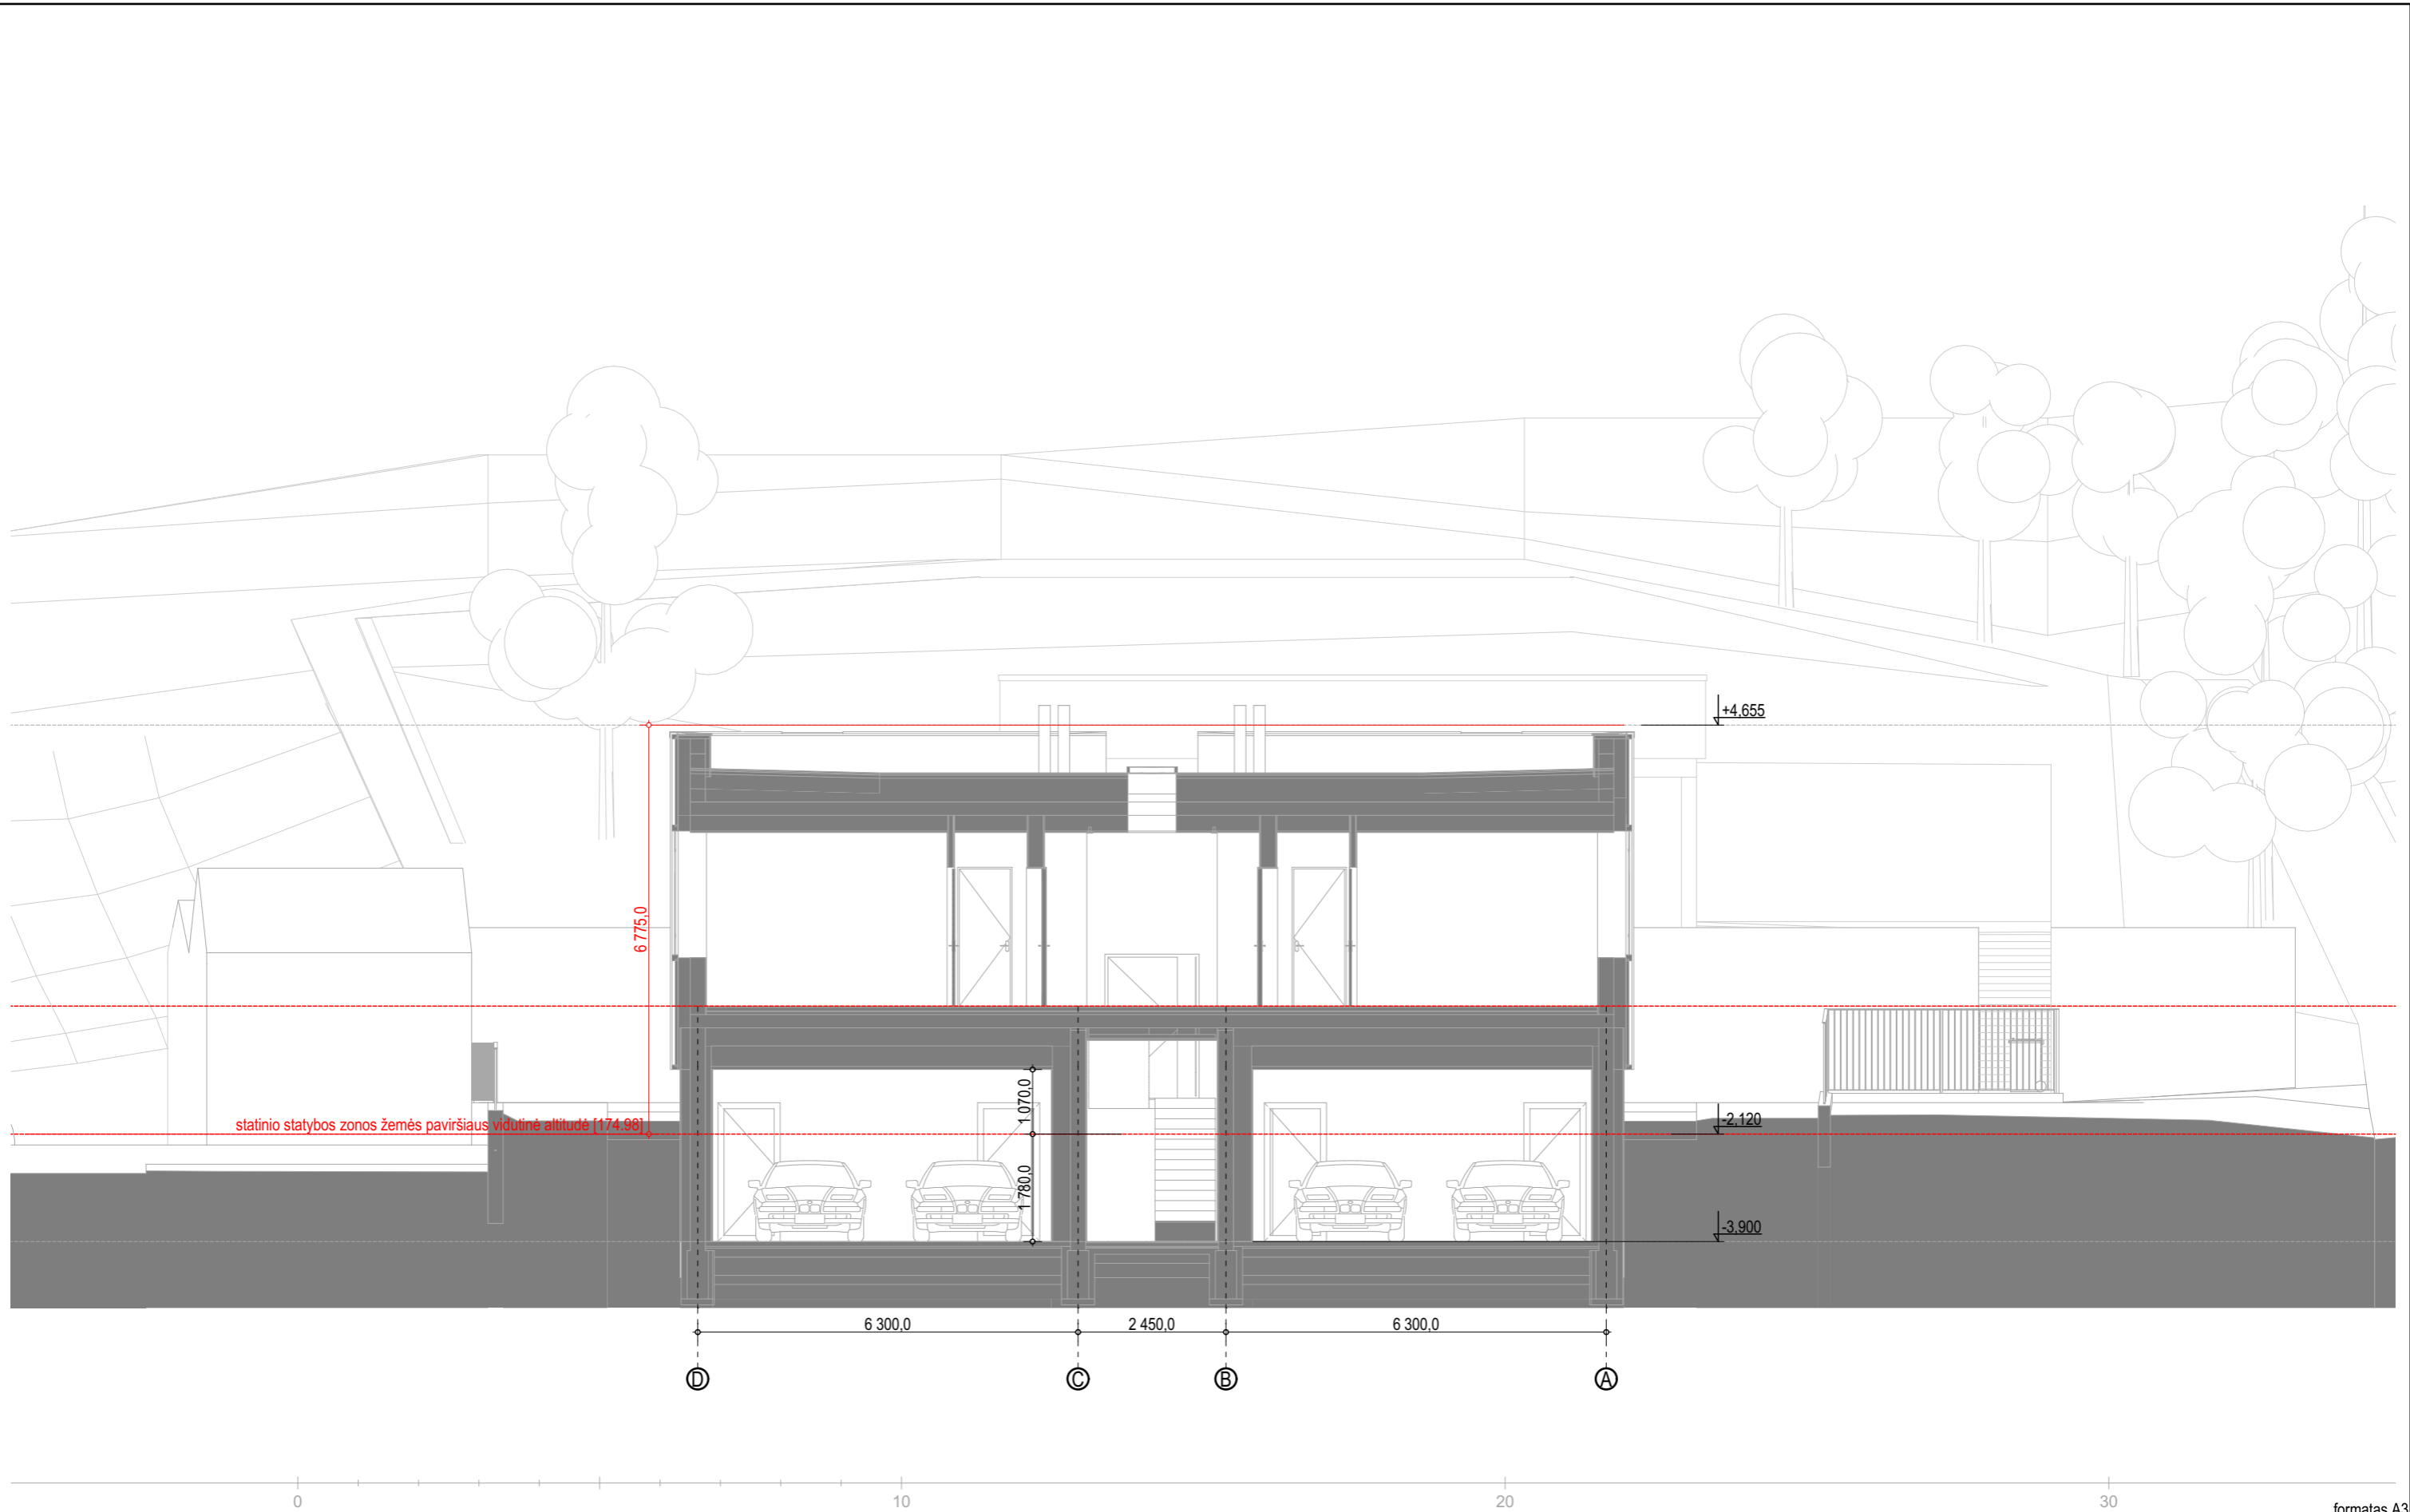 +4,655
6 775,0
1 070,0
statinio statybos zonos žemės paviršiaus vidutinė altitudė [174.98]
-2,120
1 780,0
-3,900
6 300,0
2 450,0
6 300,0
D
C
B
A
0
10
20
30
formatas A3